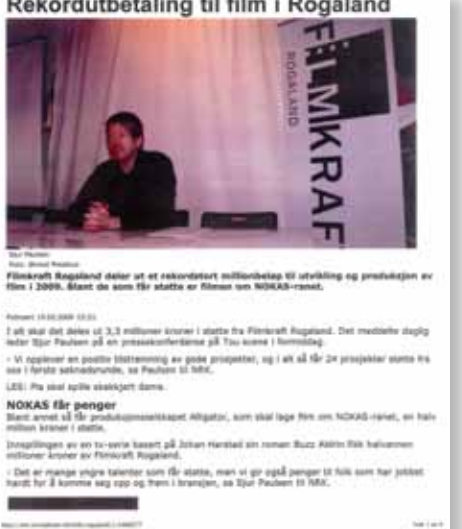 Rekordutbetaling til film i Rogaland
FILMKRAF
ROGALAND
Sjur Paulsen
Foto:
Filmkraft Rogaland deler ut et rekordstort millionbeløp til utvikling og produksjon av
film i 2009. Blant de som får støtte er filmen om NOKAS-ranet.
Publisert
I alt skal det deles ut 3,3 millioner kroner i støtte fra Filmkraft Rogaland. Det meddelte daglig
leder Sjur Paulsen på en pressekonferanse på Tou scene i formiddag.
- Vi opplever en positiv tilstrømning av gode prosjekter, og i alt så får 24 prosjekter støtte fra
oss i første søknadsrunde, sa Paulsen til NRK.
LES: Pia skal spille skakkjørt dame.
NOKAS får penger
Blant annet så får produksjonsselskapet Alligator, som skal lage film om NOKAS-ranet, en halv
million kroner i støtte.
Innspillingen av en tv-serie basert på Johan Harstad sin roman Buzz Aldrin fikk halvannen
millioner kroner av Filmkraft Rogaland.
- Det er mange yngre talenter som får støtte, men vi gir også penger til folk som har jobbet
hardt for å komme seg opp og frem i bransjen, sa Sjur Paulsen til NRK.